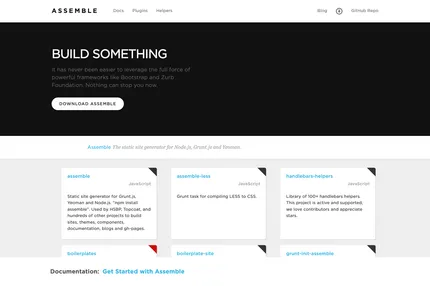 ASSEMBLE Docs Plugins Helpers Blog GitHub Repo
BUILD SOMETHING
It has never been easier to leverage the full force of
powerful frameworks like Bootstrap and Zurb
Foundation. Nothing can stop you now.
DOWNLOAD ASSEMBLE
Assemble The static site generator for Node.js, Grunt.js and Yeoman.
assemble
JavaScript
Static site generator for Grunt.js,
Yeoman and Node.js. "npm install
assemble". Used by H5BP, Topcoat, and
hundreds of other projects to build
sites, themes, components,
documentation, blogs and gh-pages.
assemble-less
JavaScript
Grunt task for compiling LESS to CSS.
handlebars-helpers
JavaScript
Library of 100+ handlebars helpers
This project is active and supported;
we love contributors and appreciate
stars.
boilerplates
boilerplate-site
grunt-init-assemble
Documentation: Get Started with Assemble